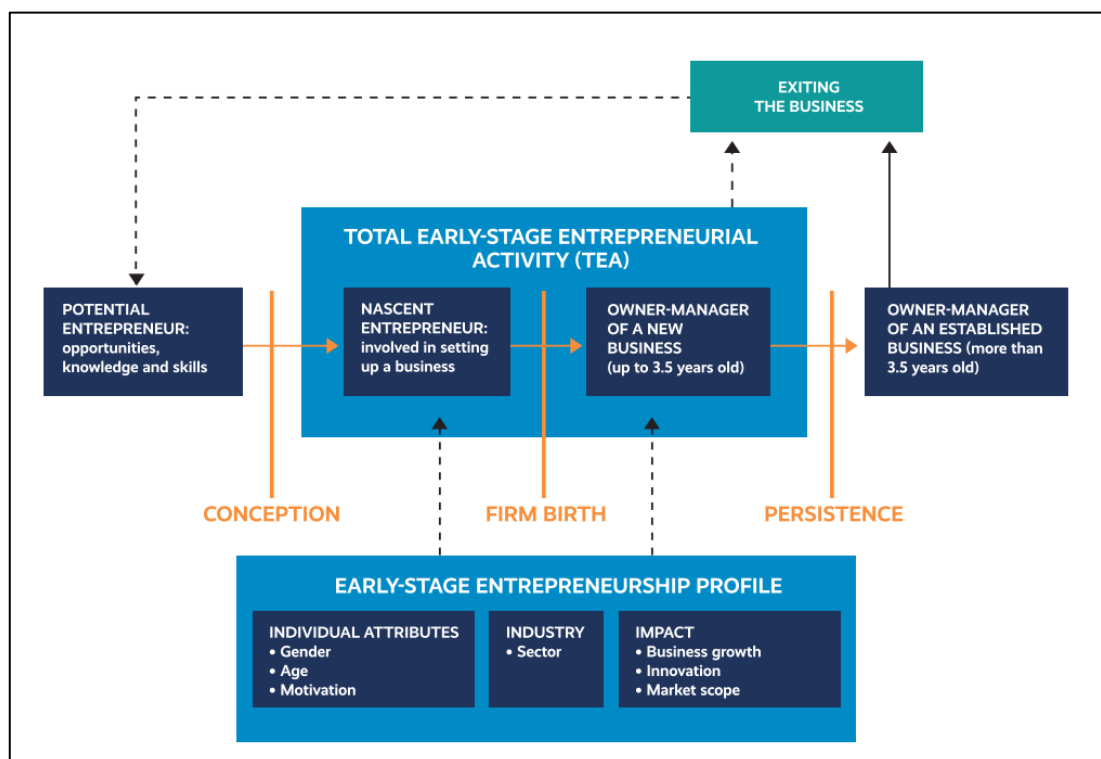 EXITING
THE BUSINESS
TOTAL EARLY-STAGE ENTREPRENEURIAL
ACTIVITY (TEA)
POTENTIAL
ENTREPRENEUR:
opportunities,
knowledge and skills
NASCENT
ENTREPRENEUR:
involved in setting
up a business
OWNER-MANAGER
OF A NEW
BUSINESS
(up to 3.5 years old)
OWNER-MANAGER
OF AN ESTABLISHED
BUSINESS (more than
3.5 years old)
CONCEPTION
FIRM BIRTH
PERSISTENCE
EARLY-STAGE ENTREPRENEURSHIP PROFILE
INDIVIDUAL ATTRIBUTES
• Gender
• Age
• Motivation
INDUSTRY
• Sector
IMPACT
• Business growth
• Innovation
• Market scope